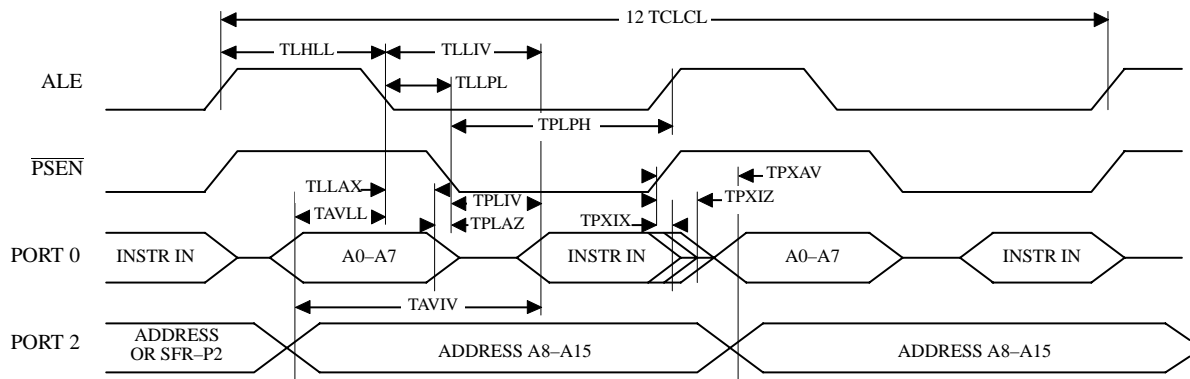 12 TCLCL
TLHLL
TLLIV
ALE
TLLPL
TPLPH
PSEN
TLLAX
TPXAV
TPLIV
TPXIZ
TAVLL
TPLAZ
TPXIX
PORT 0
INSTR IN
A0–A7
INSTR IN
A0–A7
INSTR IN
TAVIV
PORT 2
ADDRESS
OR SFR–P2
ADDRESS A8–A15
ADDRESS A8–A15